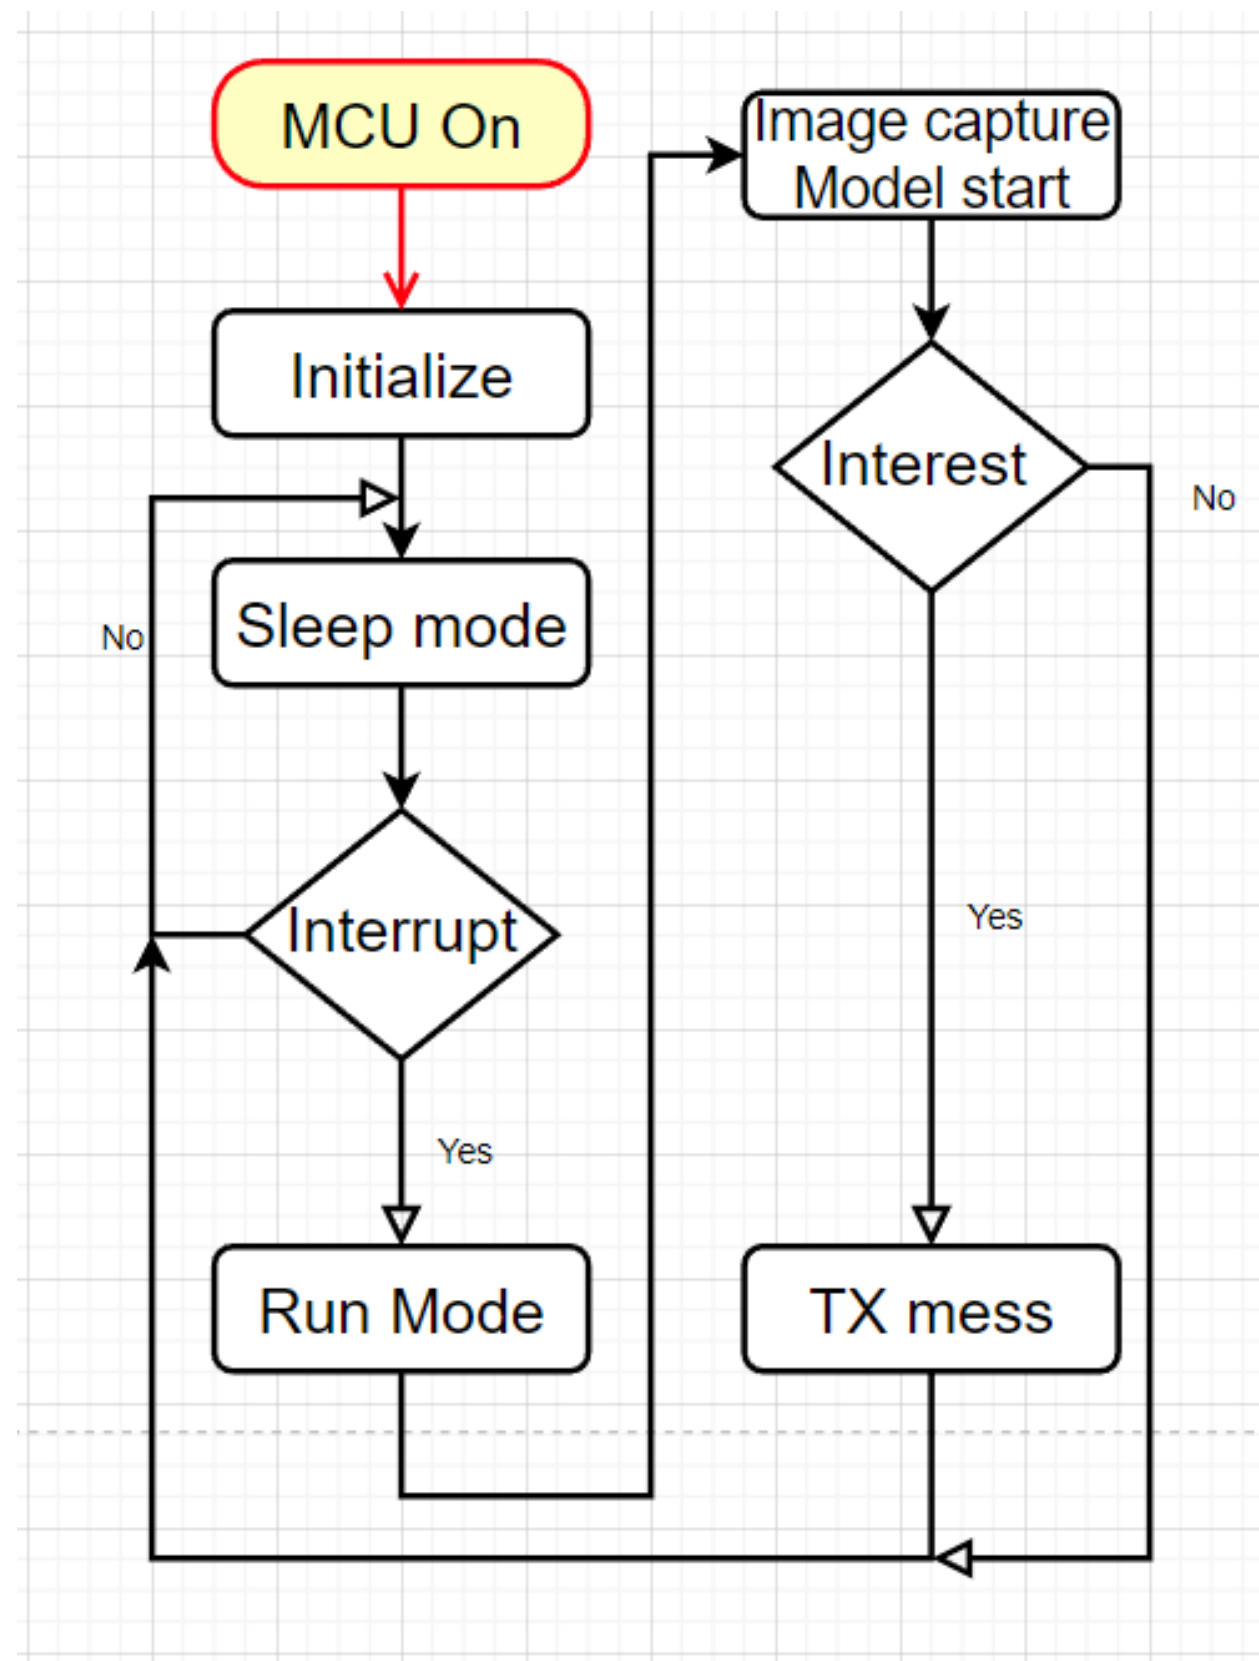 MCU On
Initialize
Sleep mode
No
Interrupt
Yes
Run Mode
Image capture
Model start
Interest
No
Yes
TX mess